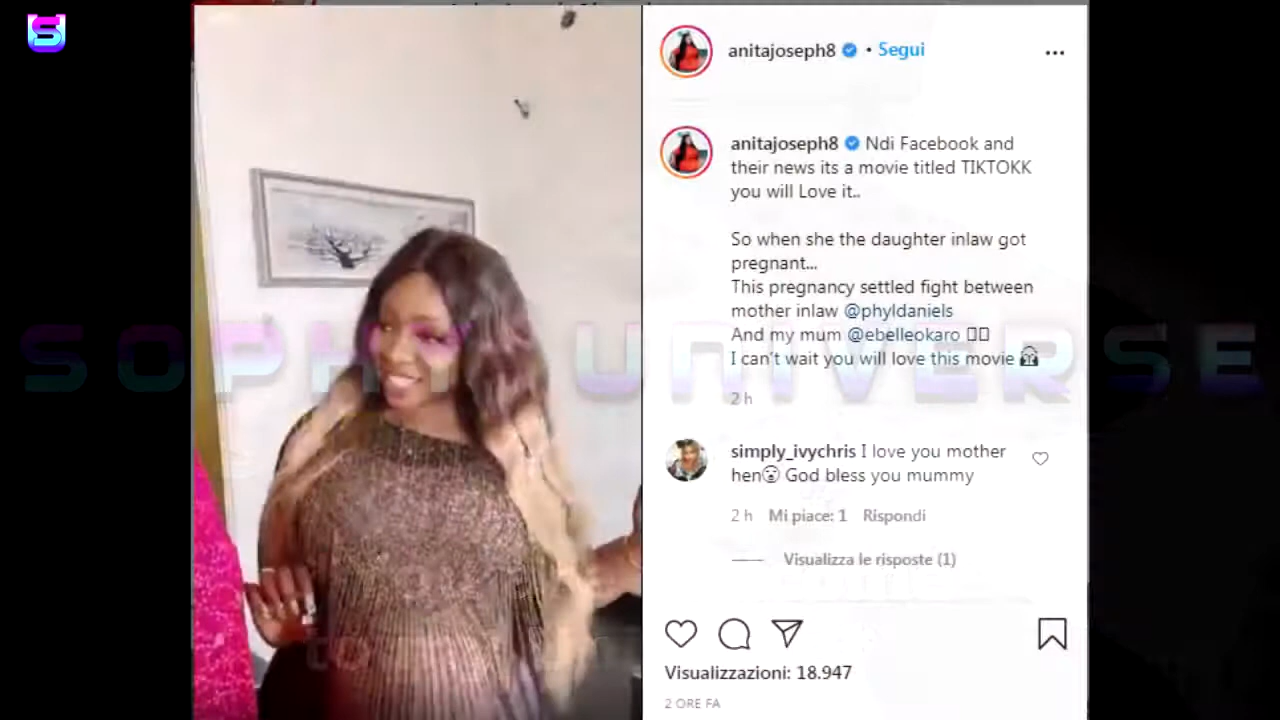 S
anitajoseph8 • Segui
anitajoseph8 Ndi Facebook and
their news its a movie titled TIKTOKK
you will Love it..
So when she the daughter inlaw got
pregnant...
This pregnancy settled fight between
mother inlaw @phyldaniels
And my mum @ebelleokaro
I can't wait you will love this movie
2 h
simply_ivychris I love you mother
hen God bless you mummy
2 h Mi piace: 1 Rispondi
Visualizza le risposte (1)
Visualizzazioni: 18.947
2 ORE FA
UNIVERSE